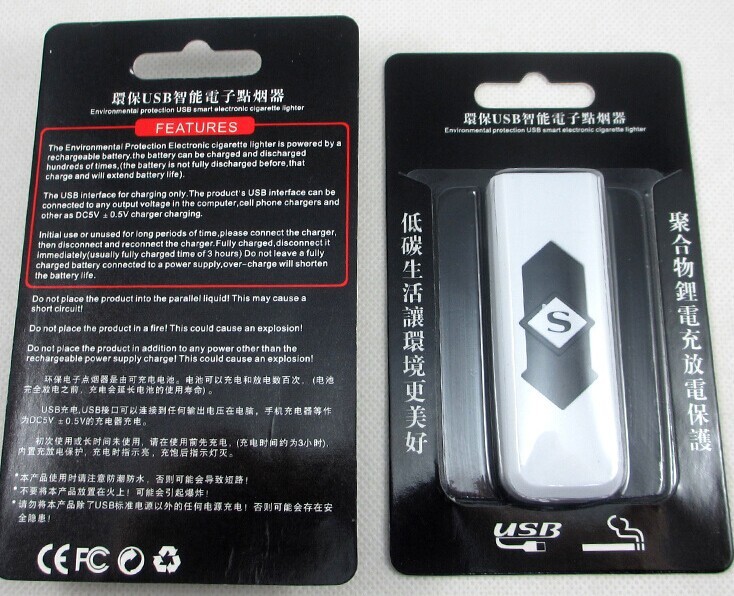 環保USB智能電子點烟器
Environmental protection USB smart electronic cigarette lighter
FEATURES
The Environmental Protection Electronic cigarette lighter is powered by a
rechargeable battery.the battery can be charged and discharged
hundreds of times,(the battery is not fully discharged before,that
charge and will extend battery life).
The USB interface for charging only.The product's USB interface can be
connected to any output voltage in the computer,cell phone chargers and
other as DC5V ±0.5V charger charging.
Initial use or unused for long periods of time,please connect the charger,
then disconnect and reconnect the charger.Fully charged,disconnect it
immediately(usually fully charged time of 3 hours) Do not leave a fully
charged battery connected to a power supply,over-charge will shorten
the battery life.
Do not place the product into the parallel liquid! This may cause a
short circuit!
Do not place the product in a fire! This could cause an explosion!
Do not place the product in addition to any power other than the
rechargeable power supply charge! This could cause an explosion!
环保电子点烟器是由可充电电池。电池可以充电和放电数百次，(电池
完全放电之前，充电会延长电池的使用寿命)。
USB充电,USB接口可以连接到任何输出电压在电脑，手机充电器等作
为DC5V ±0.5V的充电器充电。
初次使用或长时间未使用，请在使用前先充电，(充电时间约为3小时),
内置充放电保护，充电时指示亮，充饱后指示灯灭。
*本产品使用时请注意防潮防水，否则可能会导致短路!
*不要将本产品放置在火上！可能会引起爆炸!
*请勿将本产品除了USB标准电源以外的任何电源充电！否则可能会存在安
全隐患!
CE FC
環保USB智能電子點烟器
Environmental protection USB smart electronic cigarette lighter
低碳生活讓環境更美好
S
聚合物鋰電充放電保護
USB